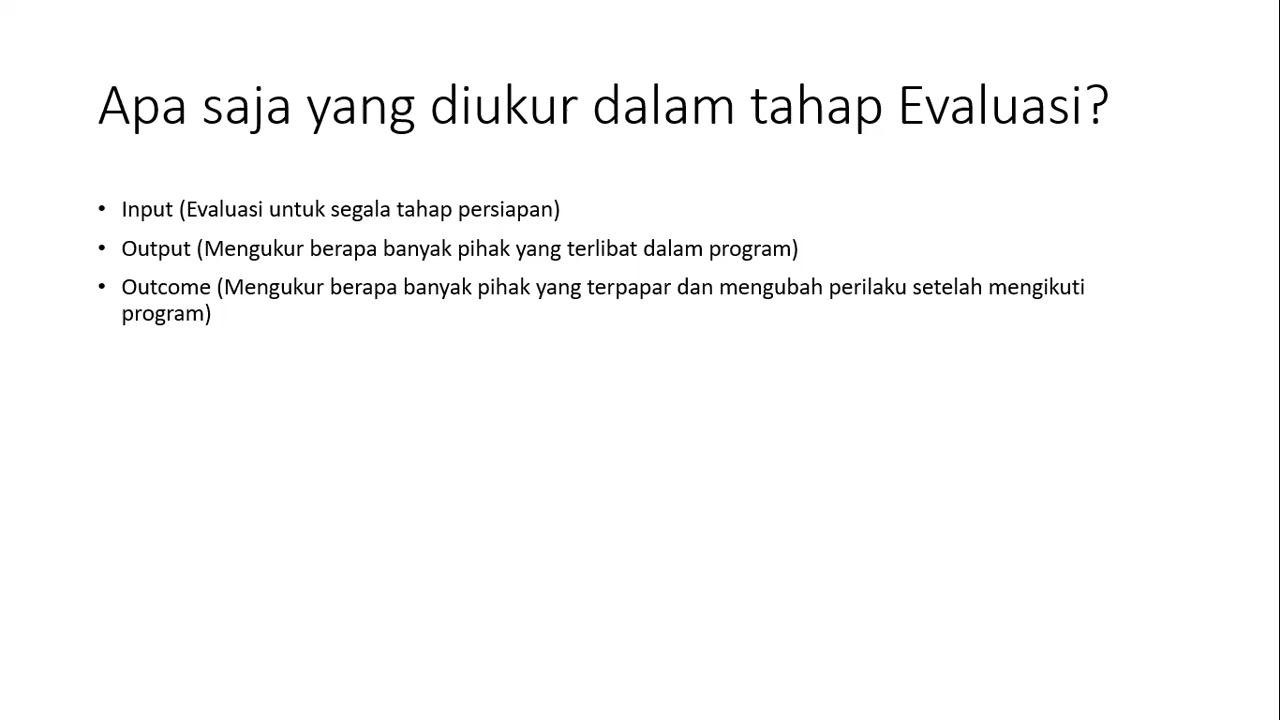 Apa saja yang diukur dalam tahap Evaluasi?
• Input (Evaluasi untuk segala tahap persiapan)
• Output (Mengukur berapa banyak pihak yang terlibat dalam program)
• Outcome (Mengukur berapa banyak pihak yang terpapar dan mengubah perilaku setelah mengikuti
program)